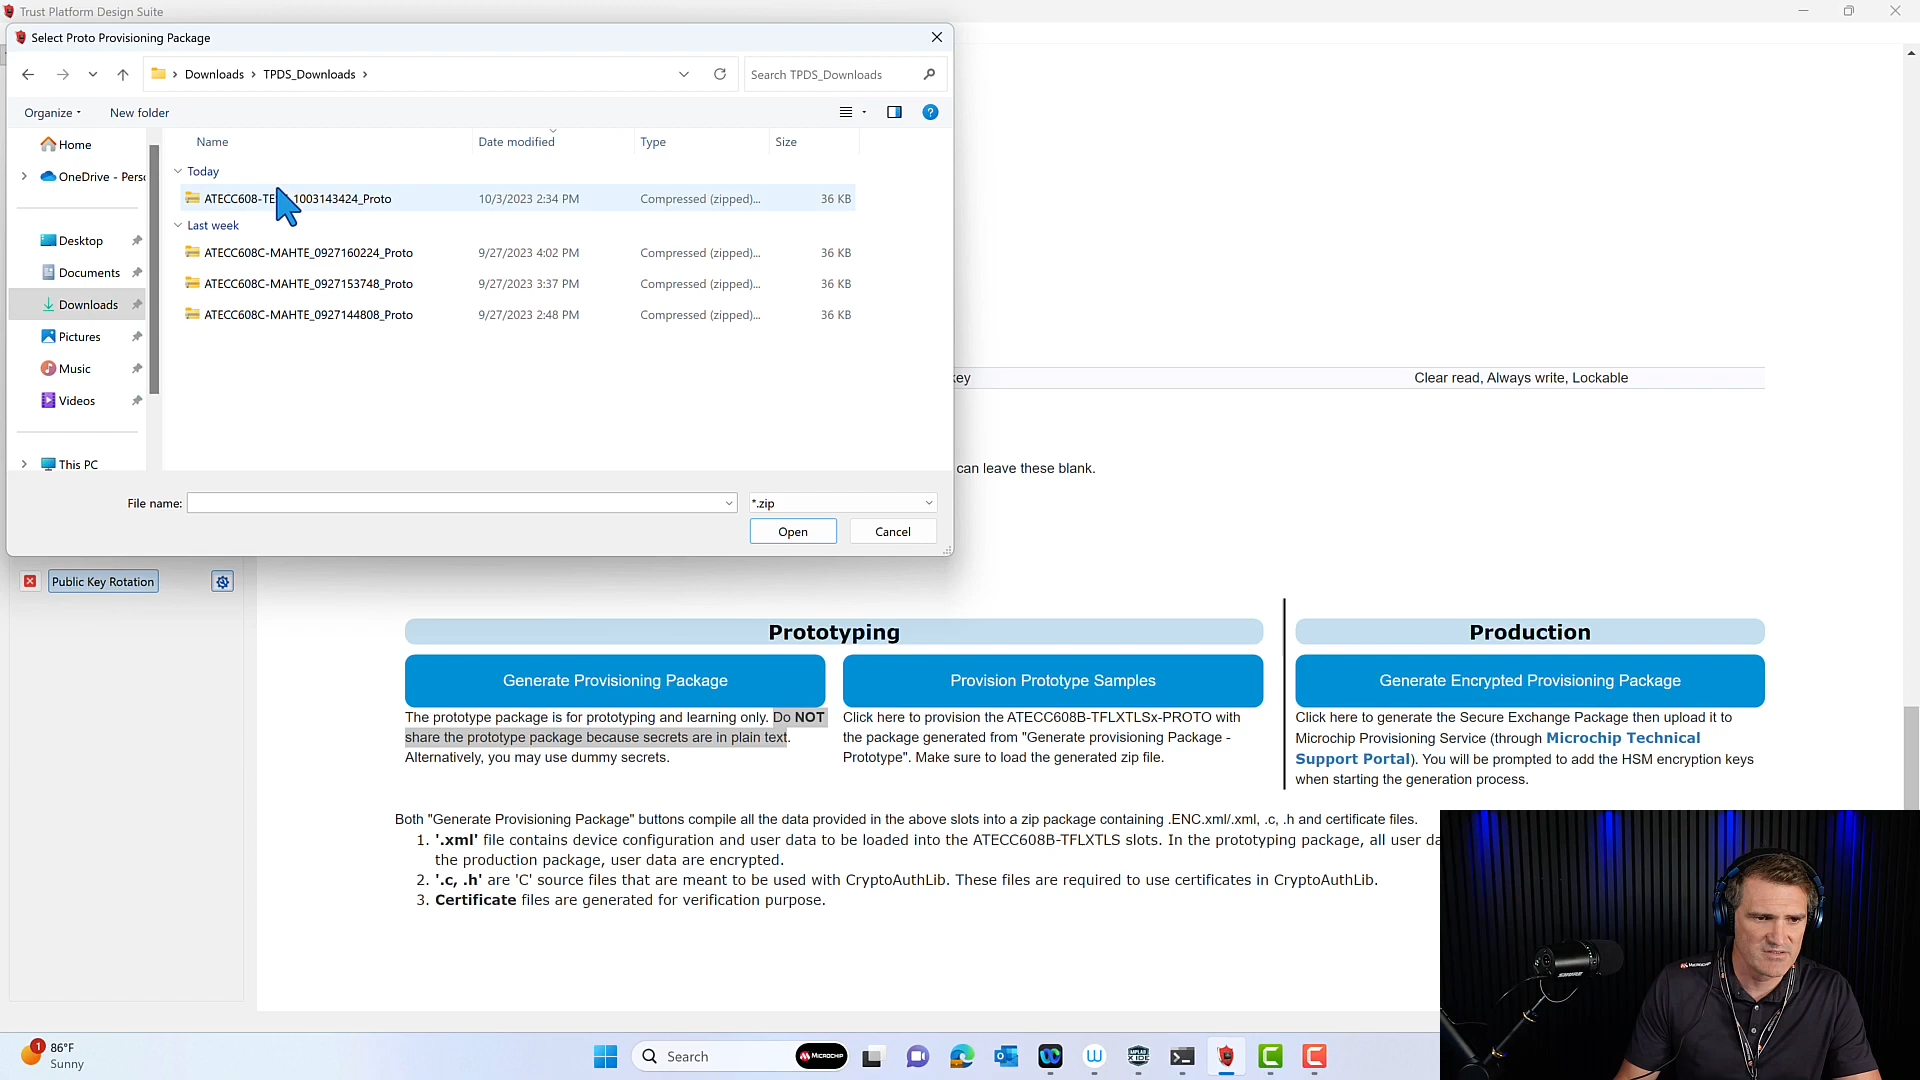 Trust Platform Design Suite
Select Proto Provisioning Package
Downloads > TPDS_Downloads >
Search TPDS_Downloads
Organize
New folder
Name
Date modified
Type
Size
Home
OneDrive - Perso
Desktop
Documents
Downloads
Pictures
Music
Videos
This PC
Today
ATECC608-TE 1003143424_Proto 10/3/2023 2:34 PM Compressed (zipped)... 36 KB
Last week
ATECC608C-MAHTE_0927160224_Proto 9/27/2023 4:02 PM Compressed (zipped)... 36 KB
ATECC608C-MAHTE_0927153748_Proto 9/27/2023 3:37 PM Compressed (zipped)... 36 KB
ATECC608C-MAHTE_0927144808_Proto 9/27/2023 2:48 PM Compressed (zipped)... 36 KB
File name:
*.zip
Open
Cancel
key
Clear read, Always write, Lockable
can leave these blank.
Public Key Rotation
Prototyping
Generate Provisioning Package
The prototype package is for prototyping and learning only. Do NOT
share the prototype package because secrets are in plain text.
Alternatively, you may use dummy secrets.
Provision Prototype Samples
Click here to provision the ATECC608B-TFLXTLSx-PROTO with
the package generated from "Generate provisioning Package -
Prototype". Make sure to load the generated zip file.
Production
Generate Encrypted Provisioning Package
Click here to generate the Secure Exchange Package then upload it to
Microchip Provisioning Service (through Microchip Technical
Support Portal). You will be prompted to add the HSM encryption keys
when starting the generation process.
Both "Generate Provisioning Package" buttons compile all the data provided in the above slots into a zip package containing .ENC.xml/.xml, .c, .h and certificate files.
1. '.xml' file contains device configuration and user data to be loaded into the ATECC608B-TFLXTLS slots. In the prototyping package, all user da
the production package, user data are encrypted.
2. '.c, .h' are 'C' source files that are meant to be used with CryptoAuthLib. These files are required to use certificates in CryptoAuthLib.
3. Certificate files are generated for verification purpose.
SHURE
MICROCHIP
1
86°F
Sunny
Search
MICROCHIP